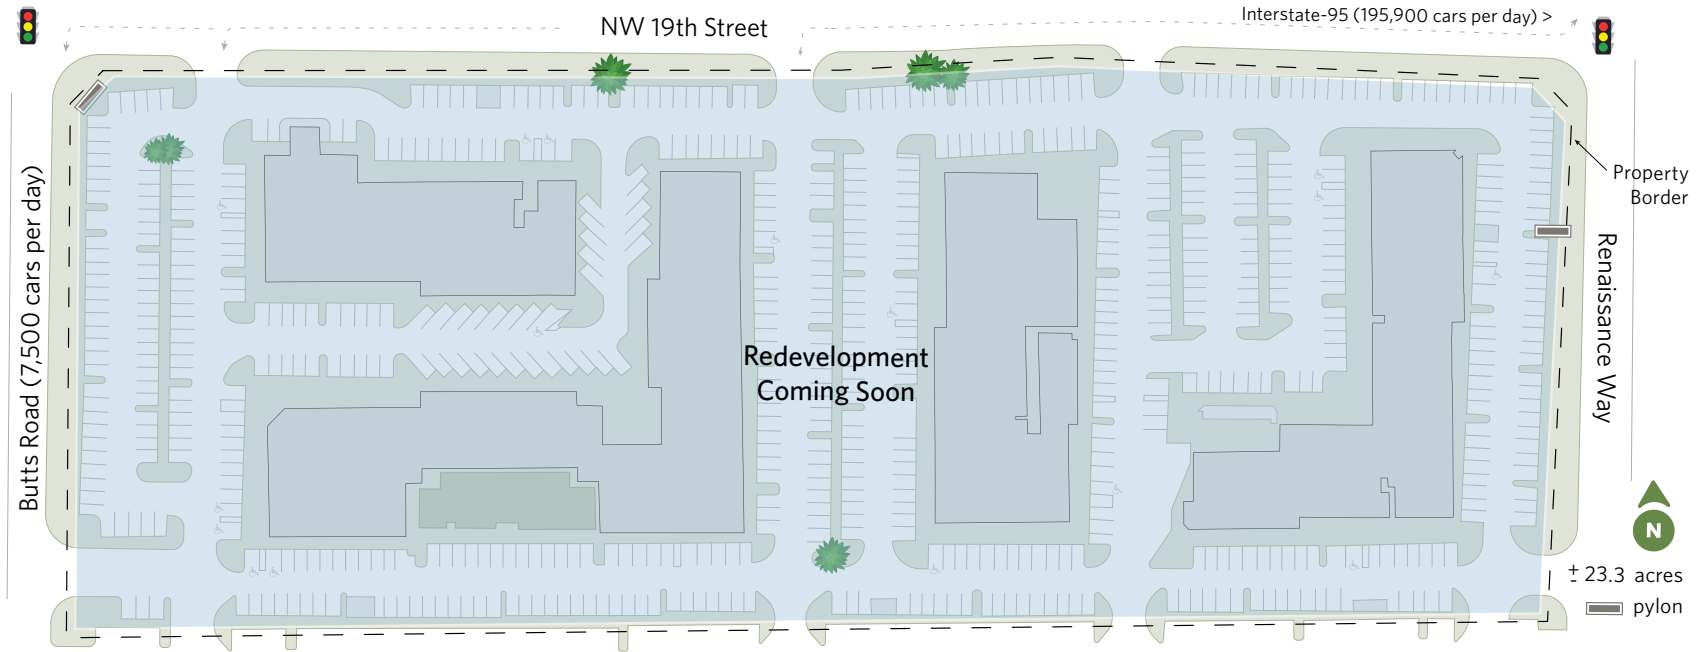 Interstate-95 (195,900 cars per day) >
NW 19th Street
Property
Border
Butts Road (7,500 cars per day)
Renaissance Way
Redevelopment
Coming Soon
N
± 23.3 acres
pylon